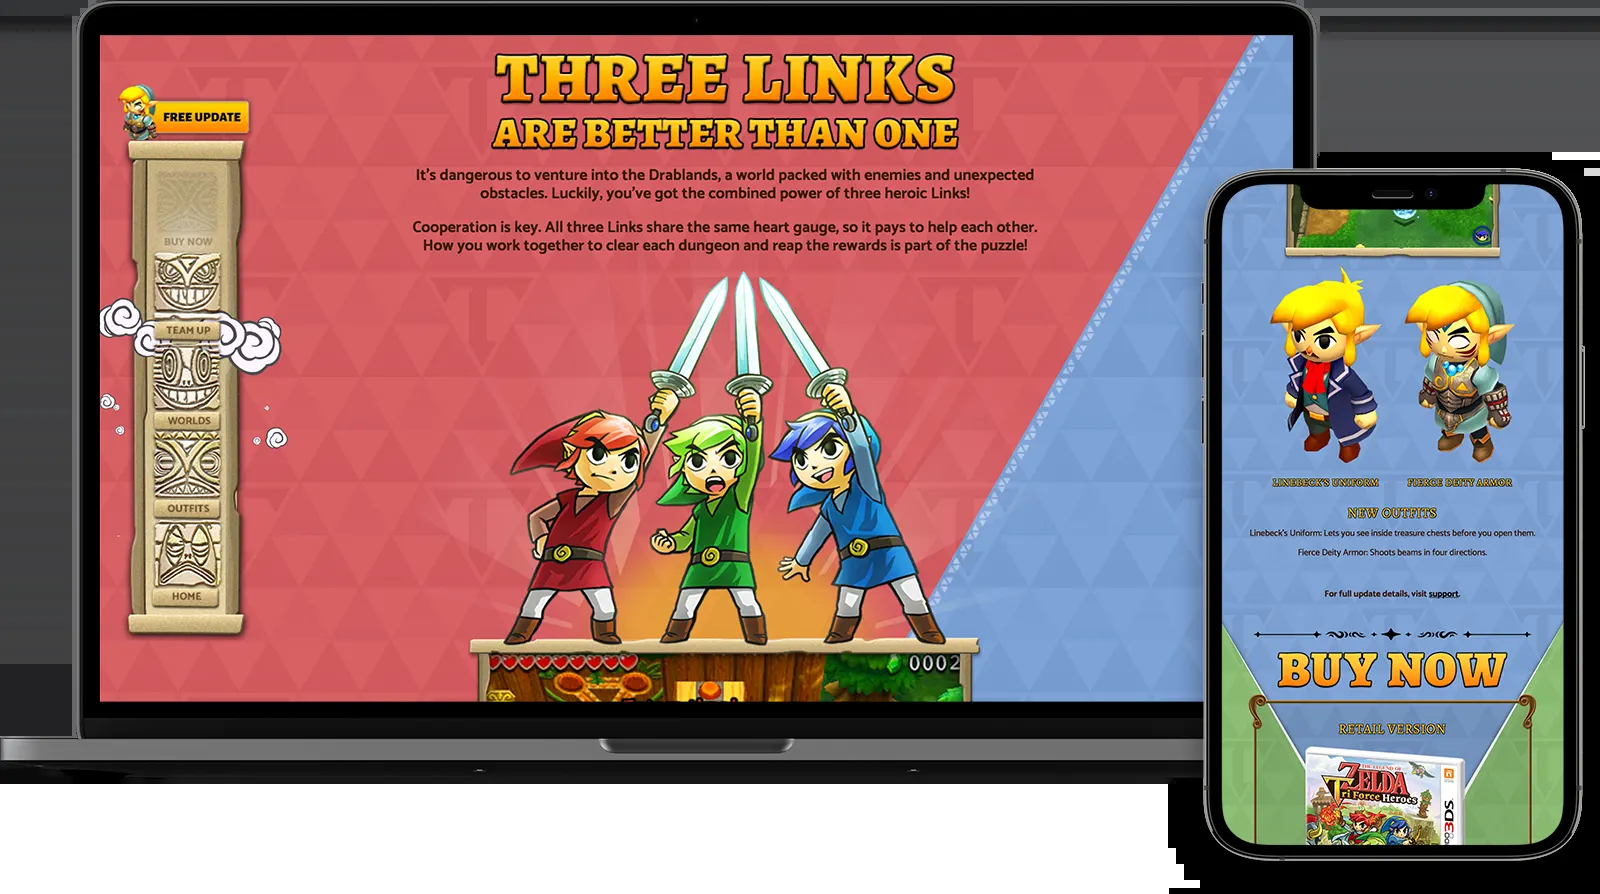 THREE LINKS
ARE BETTER THAN ONE
It's dangerous to venture into the Drablands, a world packed with enemies and unexpected
obstacles. Luckily, you've got the combined power of three heroic Links!
Cooperation is key. All three Links share the same heart gauge, so it pays to help each other.
How you work together to clear each dungeon and reap the rewards is part of the puzzle!
FREE UPDATE
BUY NOW
TEAM UP
WORLDS
OUTFITS
HOME
0002
LINEBECK'S UNIFORM
FIERCE DEITY ARMOR
NEW OUTFITS
Linebeck's Uniform: Lets you see inside treasure chests before you open them.
Fierce Deity Armor: Shoots beams in four directions.
For full update details, visit support.
BUY NOW
RETAIL VERSION
THE LEGEND OF
ZELDA
Tri Force Heroes
3DS